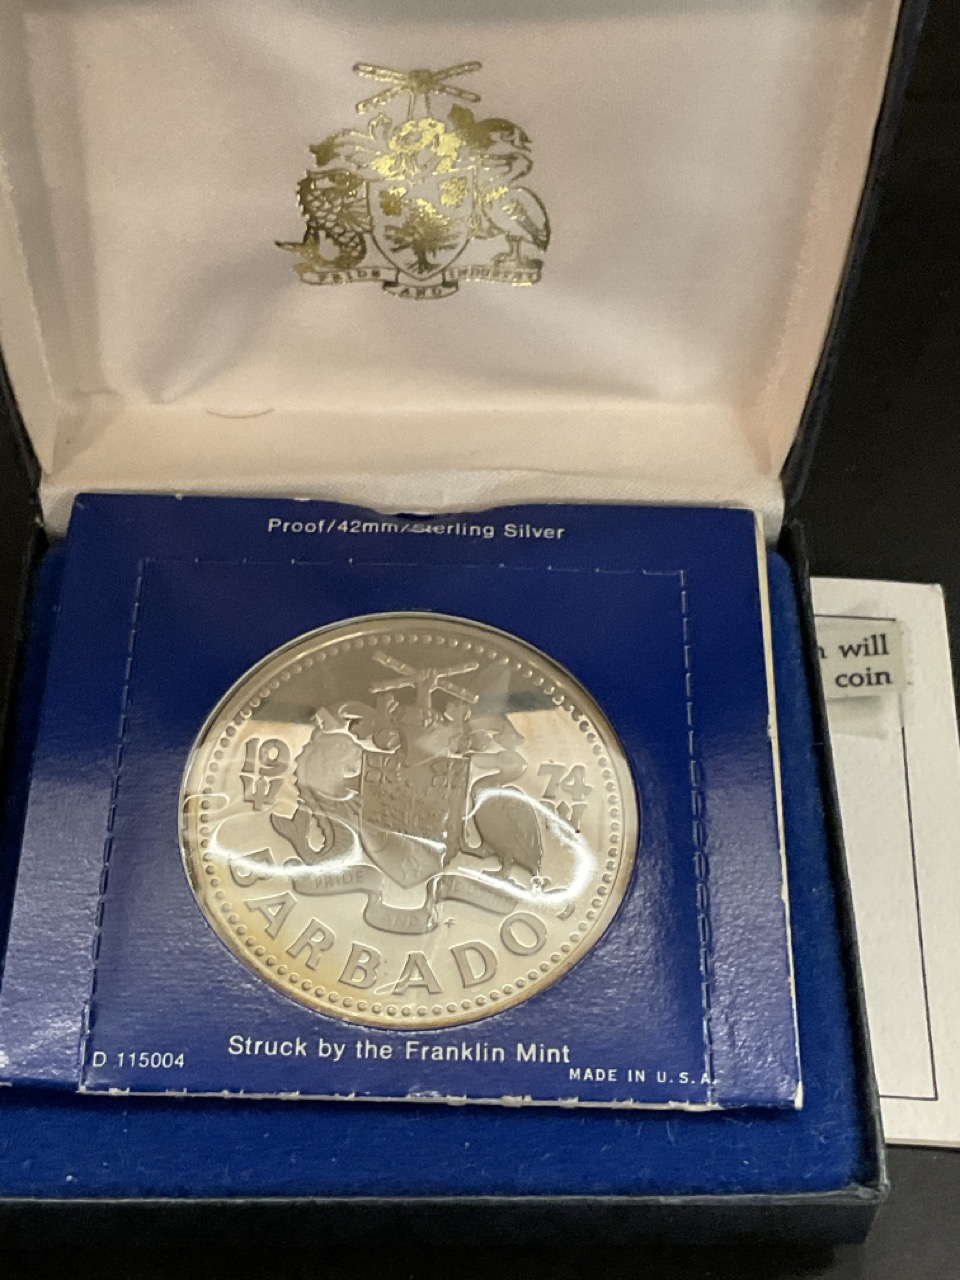 PRIDE AND INDUSTRY
Proof/42mm/Sterling Silver
will
coin
19 74
PRIDE
AND
BARBADOS
Struck by the Franklin Mint
D 115004
MADE IN U.S.A.